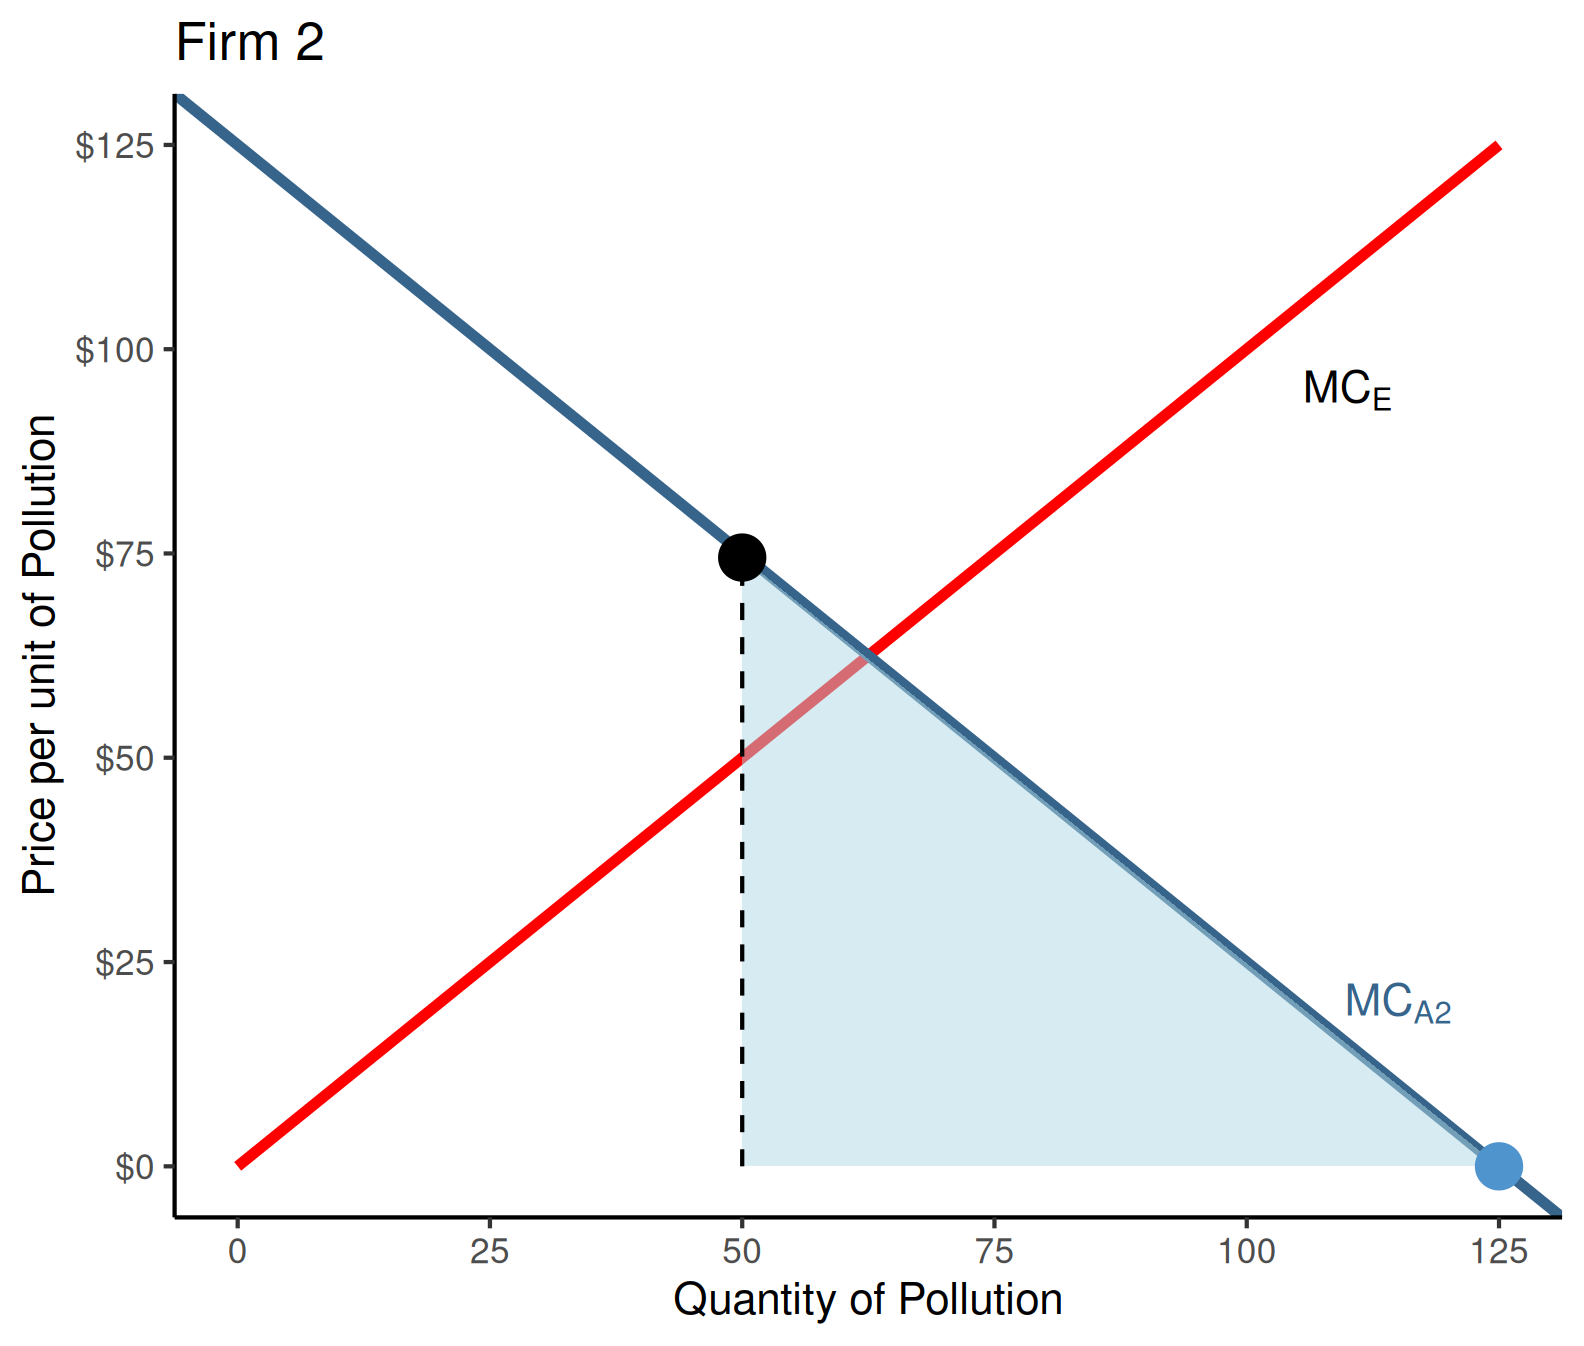 Firm 2
Price per unit of Pollution
$125
$100
$75
$50
$25
$0
MC_E
MC_A2
0 25 50 75 100 125
Quantity of Pollution